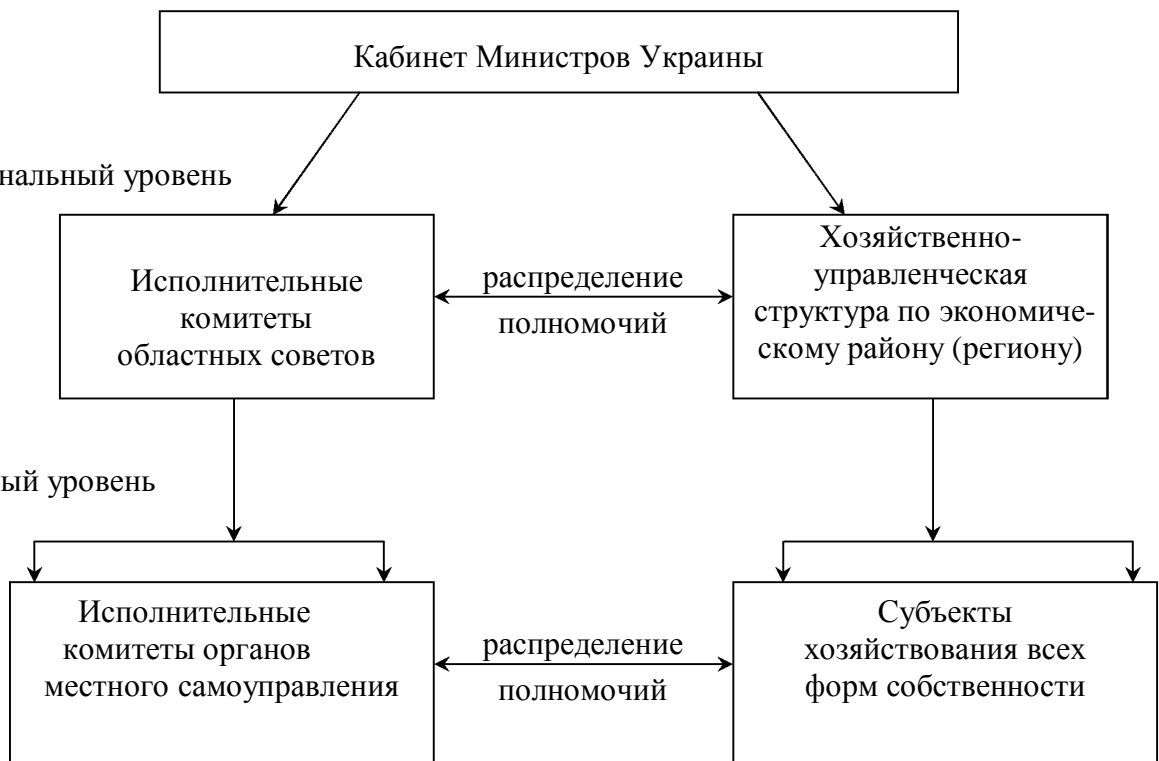 Кабинет Министров Украины
нальный уровень
Исполнительные
комитеты
областных советов
распределение
полномочий
Хозяйственно-
управленческая
структура по экономиче-
скому району (региону)
ый уровень
Исполнительные
комитеты органов
местного самоуправления
распределение
полномочий
Субъекты
хозяйствования всех
форм собственности